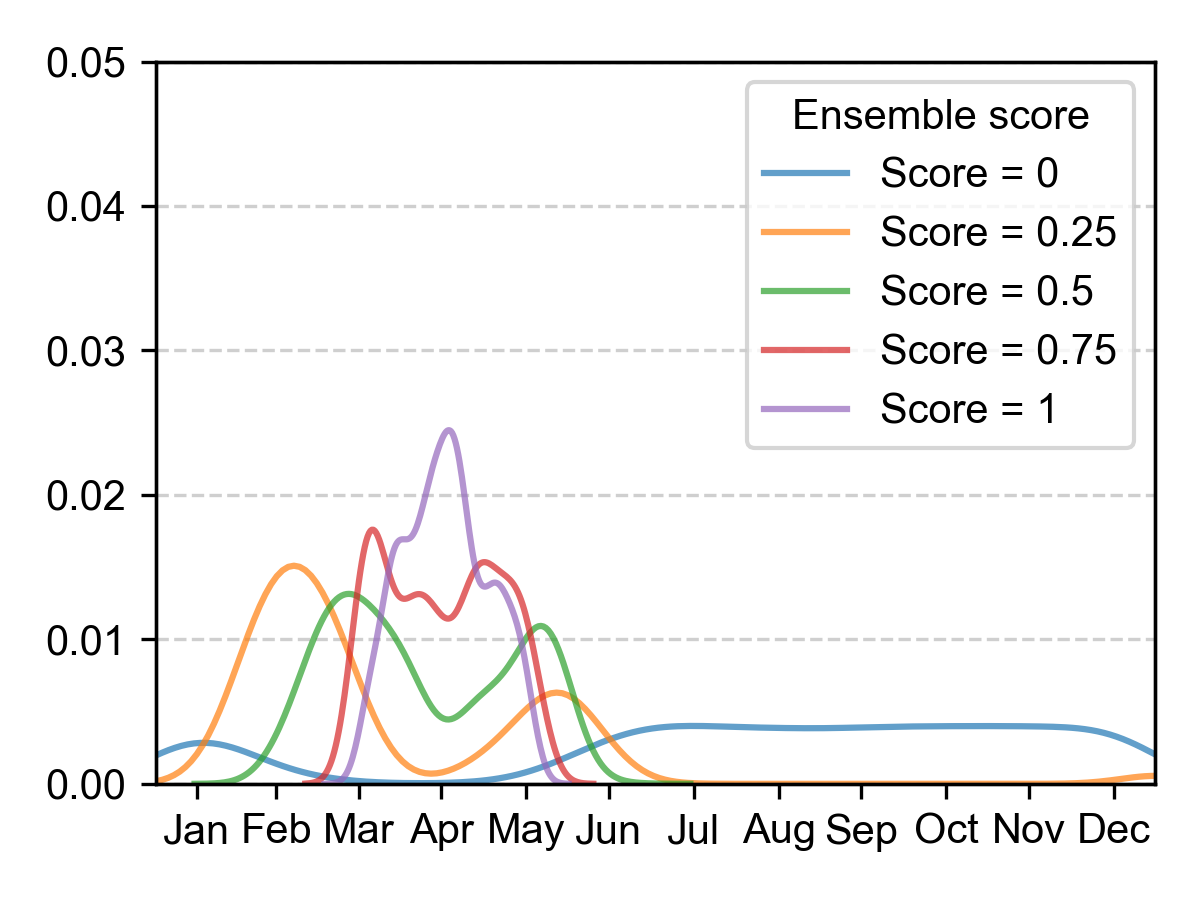 0.05
0.04
0.03
0.02
0.01
0.00
Ensemble score
Score = 0
Score = 0.25
Score = 0.5
Score = 0.75
Score = 1
Jan Feb Mar Apr May Jun Jul Aug Sep Oct Nov Dec